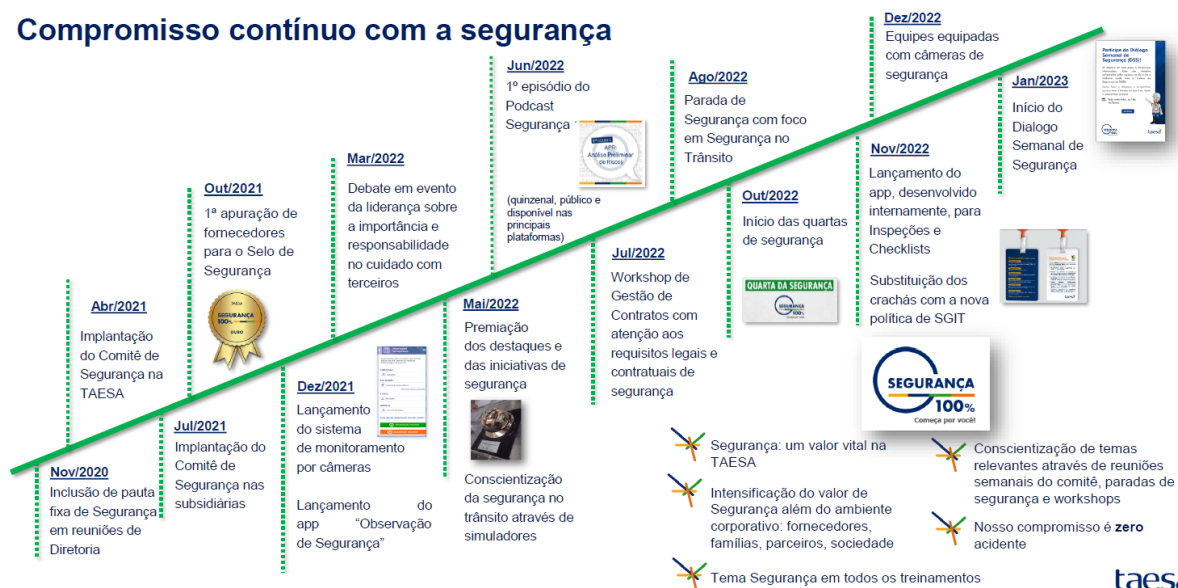 Compromisso contínuo com a segurança
Nov/2020
Inclusão de pauta
fixa de Segurança
em reuniões de
Diretoria
Abr/2021
Implantação
do Comitê de
Segurança na
TAESA
Jul/2021
Implantação do
Comitê de
Segurança nas
subsidiárias
Out/2021
1ª apuração de
fornecedores
para o Selo de
Segurança
TAESA
SEGURANÇA
100%
OURO
Dez/2021
Lançamento
do sistema
de monitoramento
por câmeras
Lançamento do
app “Observação
de Segurança”
Mar/2022
Debate em evento
da liderança sobre
a importância e
responsabilidade
no cuidado com
terceiros
Mai/2022
Premiação
dos destaques e
das iniciativas de
segurança
Conscientização
da segurança no
trânsito através de
simuladores
Jun/2022
1º episódio do
Podcast
Segurança
APR:
Análise Preliminar
de Riscos
(quinzenal, público e
disponível nas
principais
plataformas)
Jul/2022
Workshop de
Gestão de
Contratos com
atenção aos
requisitos legais e
contratuais de
segurança
Ago/2022
Parada de
Segurança com foco
em Segurança no
Trânsito
Out/2022
Início das quartas
de segurança
QUARTA DA SEGURANÇA
SEGURANÇA
100%
Nov/2022
Lançamento do
app, desenvolvido
internamente, para
Inspeções e
Checklists
Substituição dos
crachás com a nova
política de SGIT
Dez/2022
Equipes equipadas
com câmeras de
segurança
Jan/2023
Início do
Dialogo
Semanal de
Segurança
Participe do Diálogo
Semanal de
Segurança (DSS)!
taesa
SEGURANÇA
100%
Começa por você!
Segurança: um valor vital na
TAESA
Intensificação do valor de
Segurança além do ambiente
corporativo: fornecedores,
famílias, parceiros, sociedade
Tema Segurança em todos os treinamentos
Conscientização de temas
relevantes através de reuniões
semanais do comitê, paradas de
segurança e workshops
Nosso compromisso é zero
acidente
taes